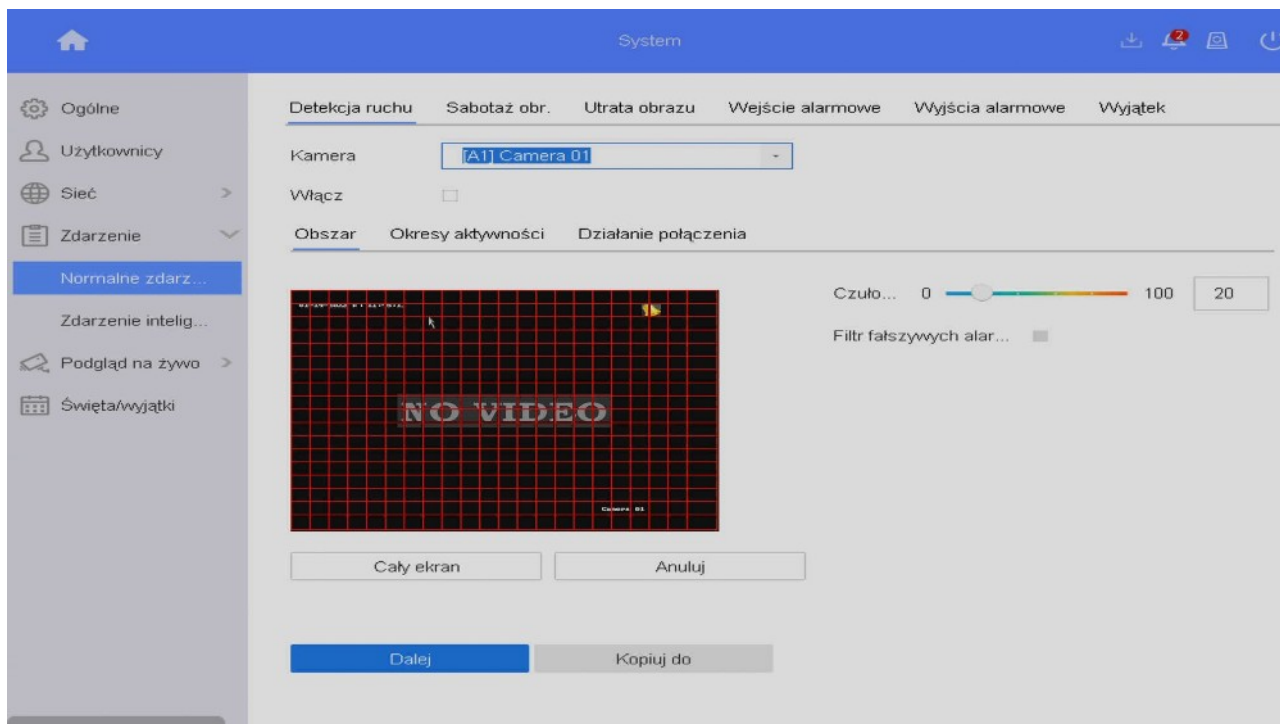 System
2
Ogólne
Użytkownicy
Sieć
Zdarzenie
Normalne zdarz...
Zdarzenie intelig...
Podgląd na żywo
Święta/wyjątki
Detekcja ruchu Sabotaż obr. Utrata obrazu Wejście alarmowe Wyjścia alarmowe Wyjątek
Kamera [A1] Camera 01
Włącz
Obszar Okresy aktywności Działanie połączenia
Czuło... 0 100 20
Filtr fałszywych alar...
NO VIDEO
Camera 01
Cały ekran Anuluj
Dalej Kopiuj do